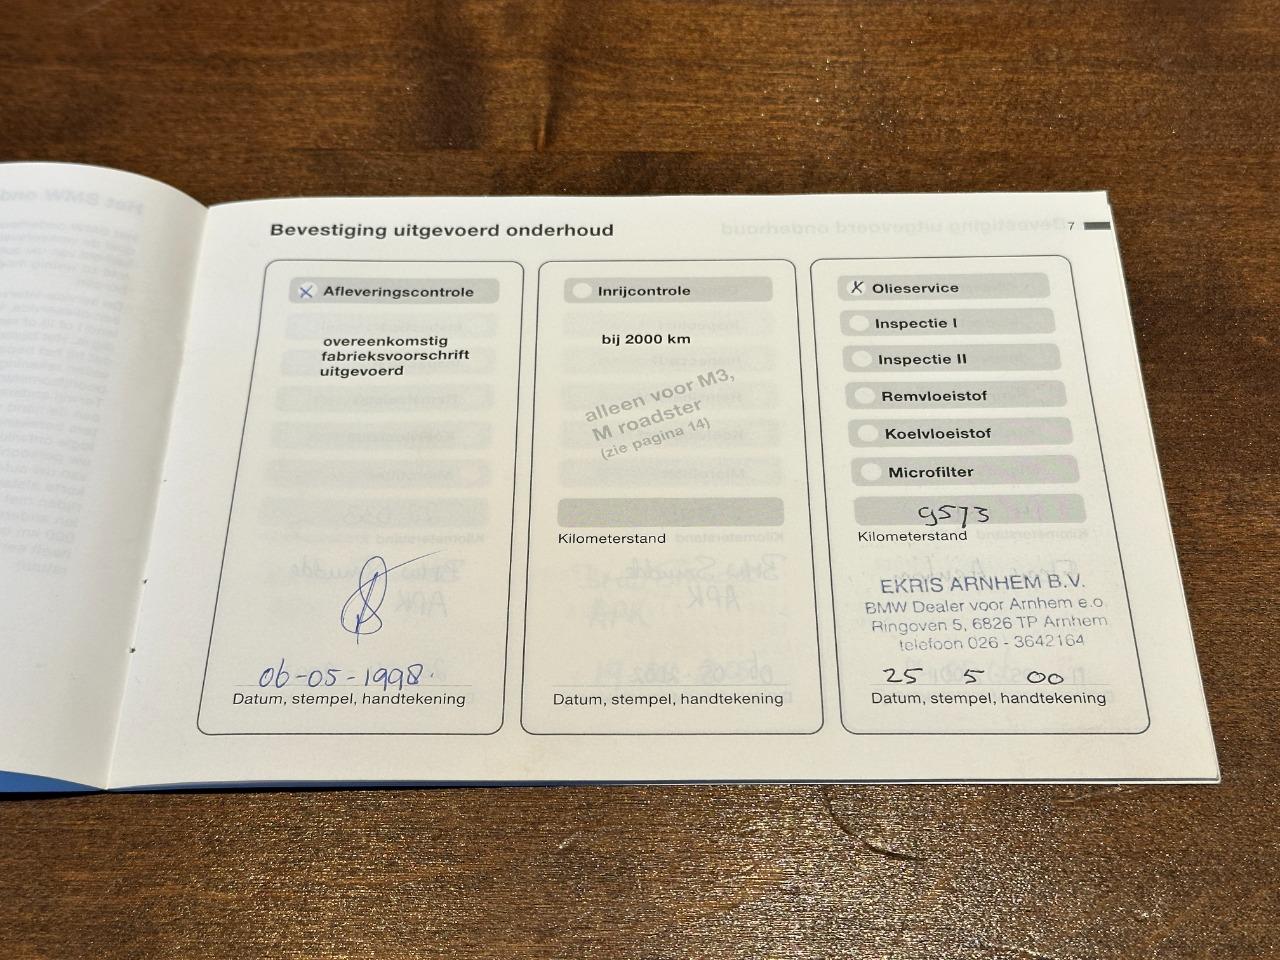 Bevestiging uitgevoerd onderhoud
7
X Afleveringscontrole
overeenkomstig
fabrieksvoorschrift
uitgevoerd
06-05-1998.
Datum, stempel, handtekening
Inrijcontrole
bij 2000 km
alleen voor M3,
M roadster
(zie pagina 14)
Kilometerstand
Datum, stempel, handtekening
X Olieservice
Inspectie I
Inspectie II
Remvloeistof
Koelvloeistof
Microfilter
9573
Kilometerstand
EKRIS ARNHEM B.V.
BMW Dealer voor Arnhem e.o.
Ringoven 5, 6826 TP Arnhem
telefoon 026 - 3642164
25 5 00
Datum, stempel, handtekening